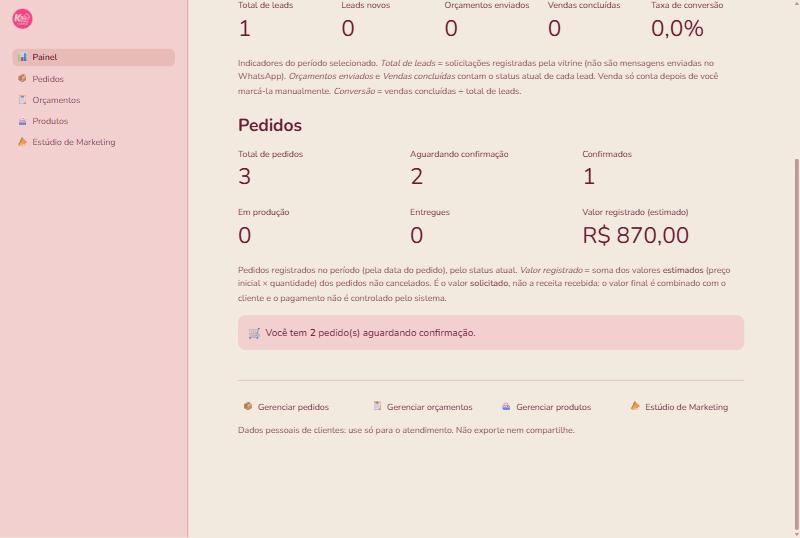 Painel
Pedidos
Orçamentos
Produtos
Estúdio de Marketing
Total de leads
Leads novos
Orçamentos enviados
Vendas concluídas
Taxa de conversão
1
0
0
0
0,0%
Indicadores do período selecionado. Total de leads = solicitações registradas pela vitrine (não são mensagens enviadas no
WhatsApp). Orçamentos enviados e Vendas concluídas contam o status atual de cada lead. Venda só conta depois de você
marcá-la manualmente. Conversão = vendas concluídas ÷ total de leads.
Pedidos
Total de pedidos
Aguardando confirmação
Confirmados
3
2
1
Em produção
Entregues
Valor registrado (estimado)
0
0
R$ 870,00
Pedidos registrados no período (pela data do pedido), pelo status atual. Valor registrado = soma dos valores estimados (preço
inicial × quantidade) dos pedidos não cancelados. É o valor solicitado, não a receita recebida: o valor final é combinado com o
cliente e o pagamento não é controlado pelo sistema.
Você tem 2 pedido(s) aguardando confirmação.
Gerenciar pedidos
Gerenciar orçamentos
Gerenciar produtos
Estúdio de Marketing
Dados pessoais de clientes: use só para o atendimento. Não exporte nem compartilhe.